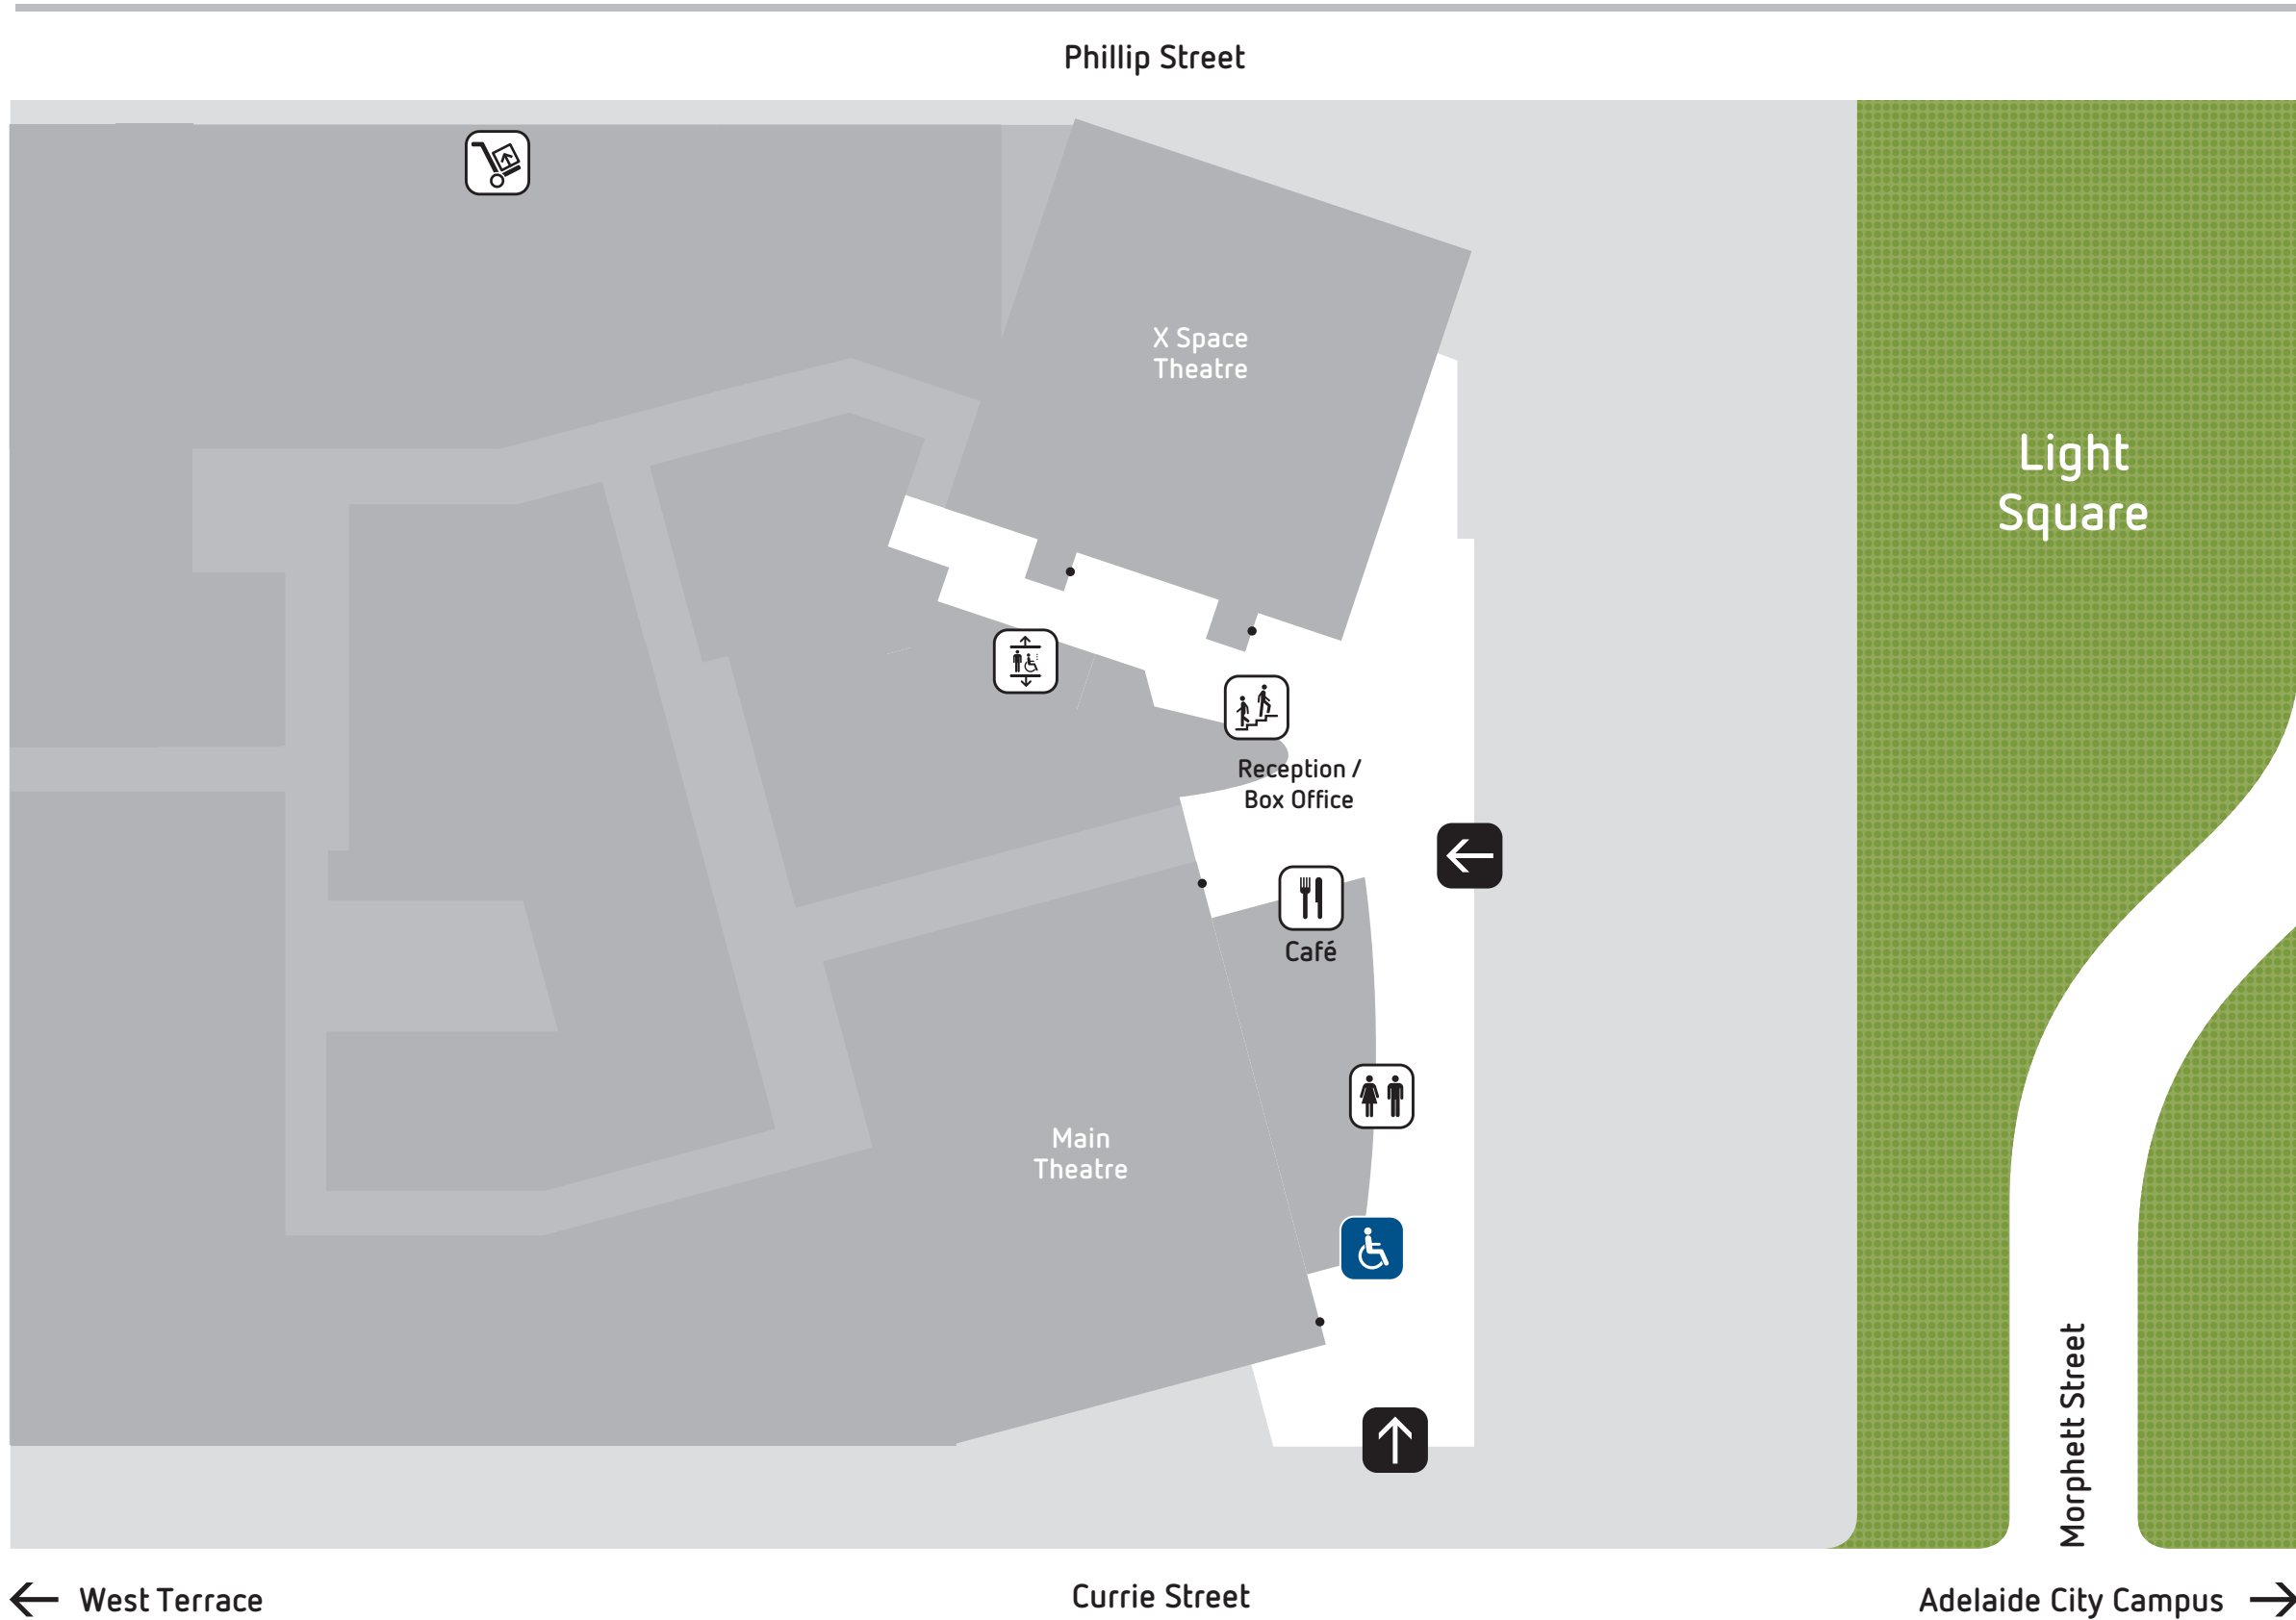 Phillip Street
X Space
Theatre
Light
Square
Reception /
Box Office
Café
Main
Theatre
Morphett Street
West Terrace
Currie Street
Adelaide City Campus